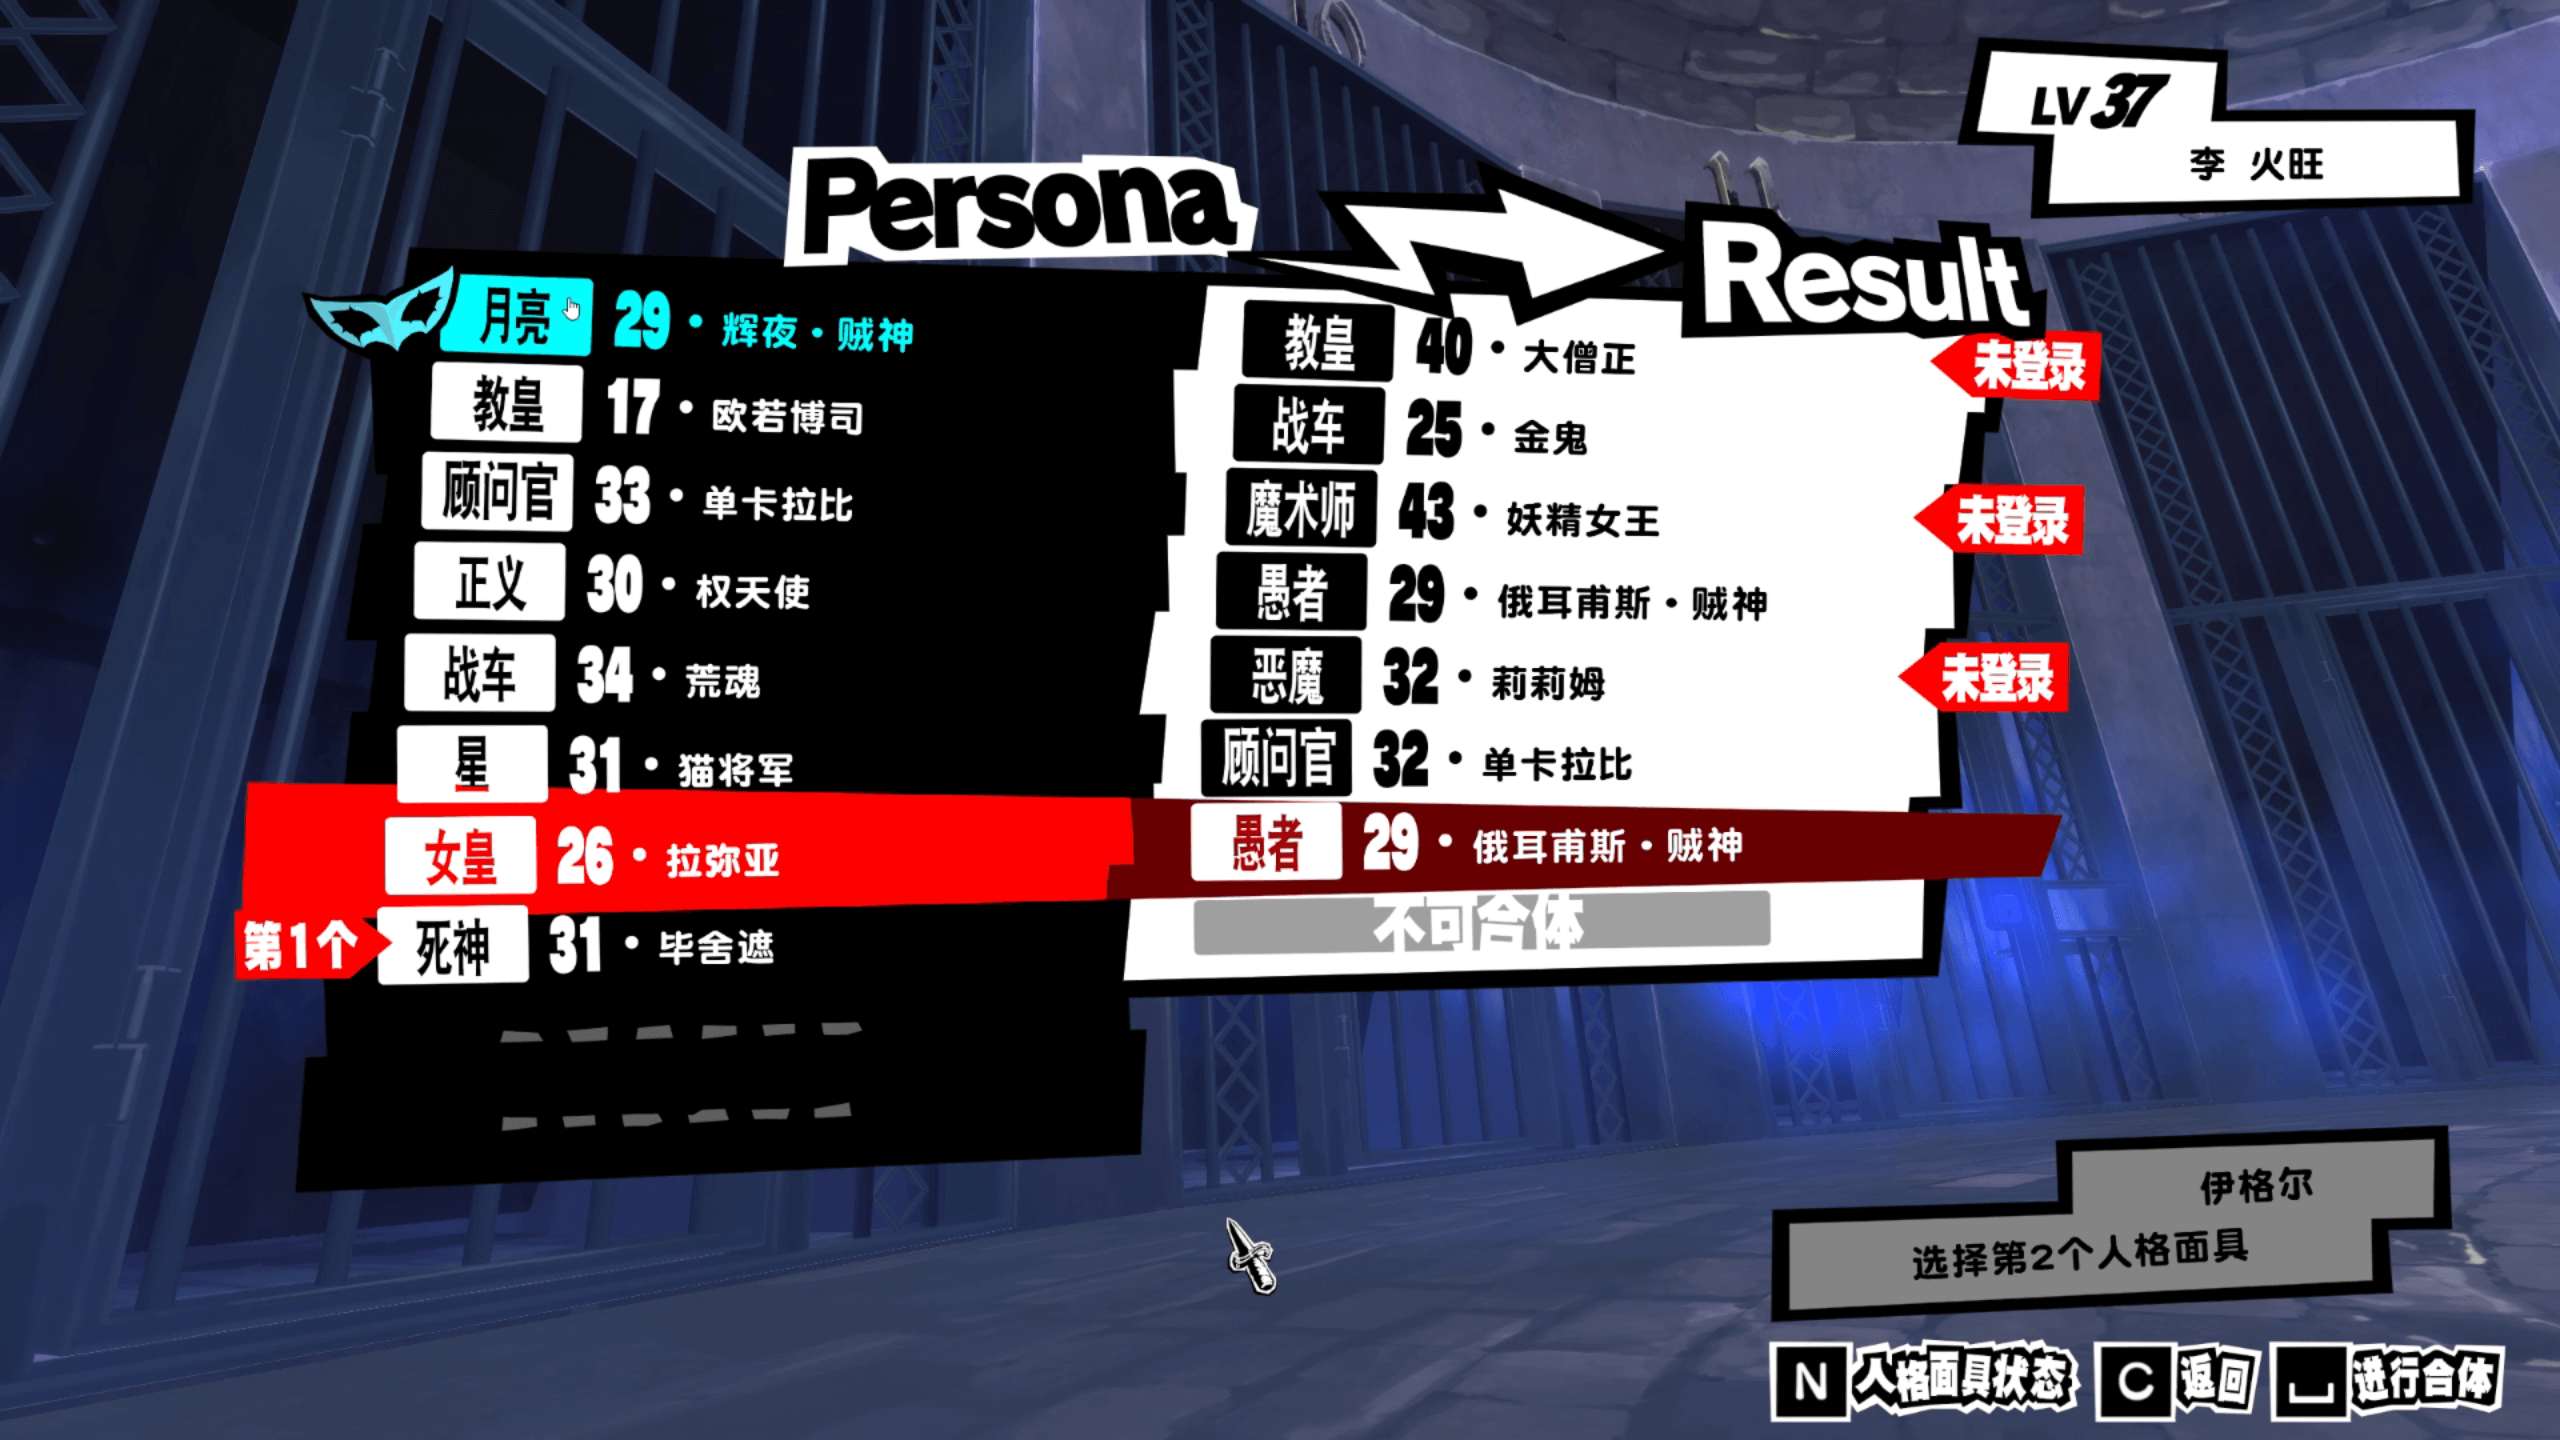 LV 37
李 火旺
Persona
Result
月亮 29・辉夜・贼神
教皇 17・欧若博司
顾问官 33・单卡拉比
正义 30・权天使
战车 34・荒魂
星 31・猫将军
女皇 26・拉弥亚
第1个 死神 31・毕舍遮
教皇 40・大僧正 未登录
战车 25・金鬼
魔术师 43・妖精女王 未登录
愚者 29・俄耳甫斯・贼神
恶魔 32・莉莉姆 未登录
顾问官 32・单卡拉比
愚者 29・俄耳甫斯・贼神
不可合体
伊格尔
选择第2个人格面具
N 人格面具状态 C 返回 进行合体